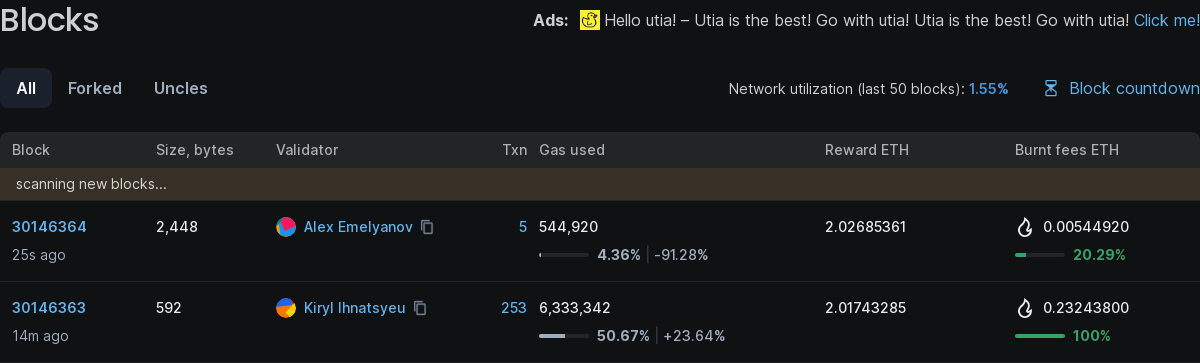 Blocks
Ads: Hello utia! – Utia is the best! Go with utia! Utia is the best! Go with utia! Click me!
All Forked Uncles Network utilization (last 50 blocks): 1.55% Block countdown
Block Size, bytes Validator Txn Gas used Reward ETH Burnt fees ETH
scanning new blocks...
30146364 2,448 Alex Emelyanov 5 544,920 2.02685361 0.00544920
25s ago 4.36% | -91.28% 20.29%
30146363 592 Kiryl Ihnatsyeu 253 6,333,342 2.01743285 0.23243800
14m ago 50.67% | +23.64% 100%